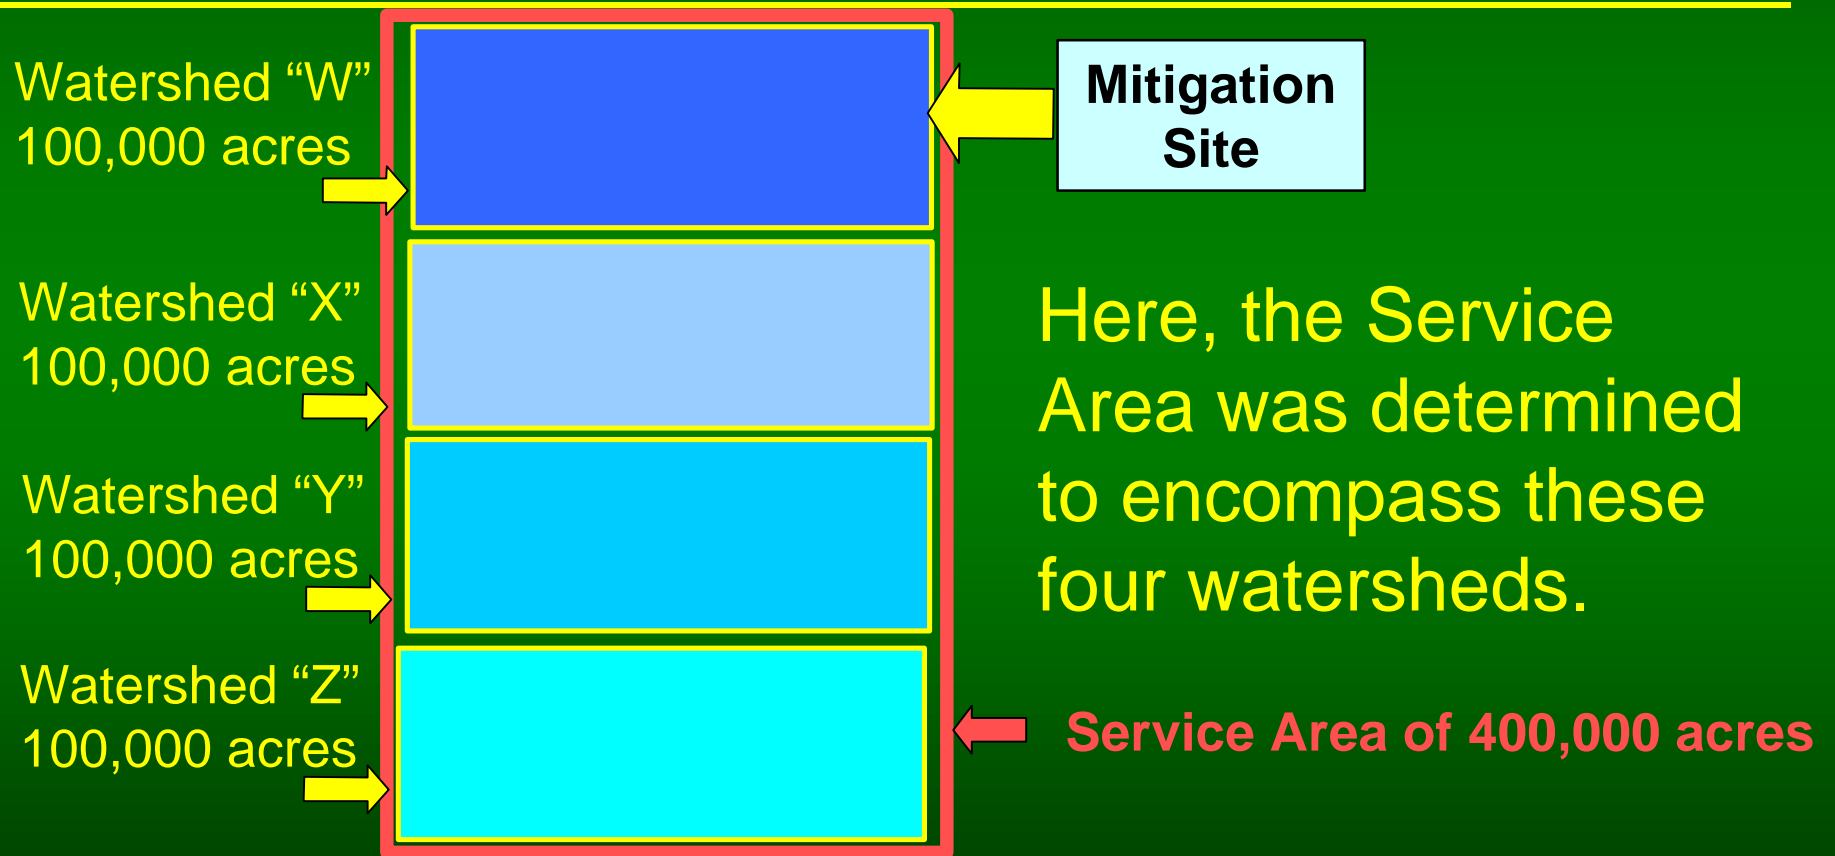 Watershed “W”
100,000 acres
Mitigation
Site
Watershed “X”
100,000 acres
Here, the Service
Area was determined
to encompass these
four watersheds.
Watershed “Y”
100,000 acres
Watershed “Z”
100,000 acres
Service Area of 400,000 acres